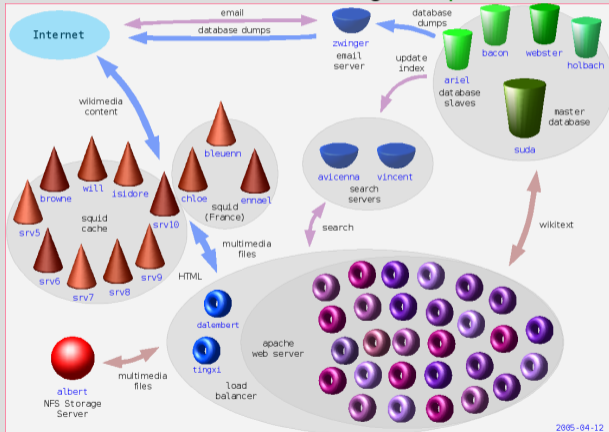 email
database
dumps
Internet
database dumps
zwinger
email
server
bacon
webster
holbach
ariel
database
slaves
update
index
master
database
suda
wikimedia
content
bleuenn
will
isidore
browne
chloe
ennael
squid
(France)
avicenna
vincent
search
servers
srv5
squid
cache
srv10
search
wikitext
multimedia
files
HTML
srv6
srv7
srv8
srv9
dalembert
apache
web server
tingxi
load
balancer
albert
NFS Storage
Server
multimedia
files
2005-04-12